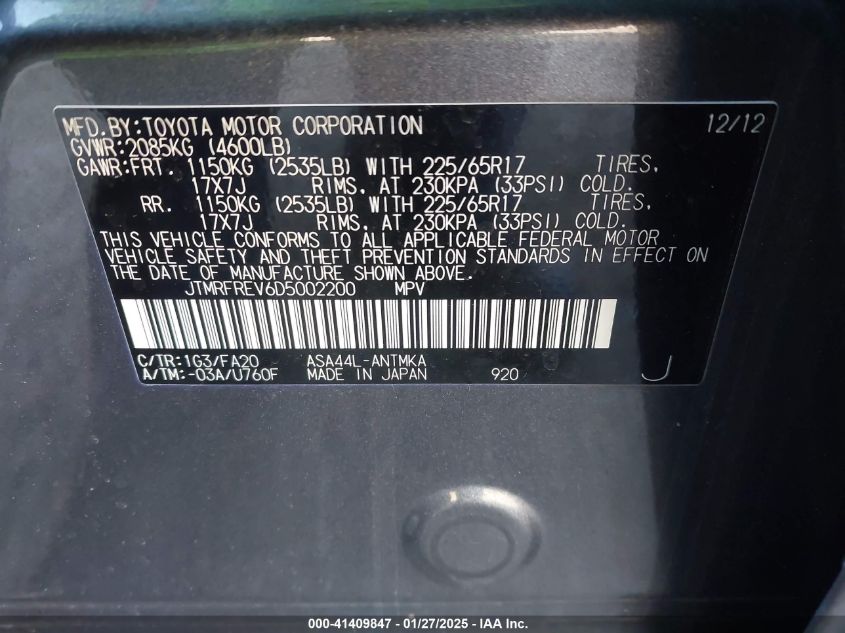 MFD.BY:TOYOTA MOTOR CORPORATION 12/12
GVWR:2085KG (4600LB)
GAWR:FRT. 1150KG (2535LB) WITH 225/65R17 TIRES,
17X7J RIMS, AT 230KPA (33PSI) COLD.
RR. 1150KG (2535LB) WITH 225/65R17 TIRES,
17X7J RIMS, AT 230KPA (33PSI) COLD.
THIS VEHICLE CONFORMS TO ALL APPLICABLE FEDERAL MOTOR
VEHICLE SAFETY AND THEFT PREVENTION STANDARDS IN EFFECT ON
THE DATE OF MANUFACTURE SHOWN ABOVE.
JTMRFREV6D5002200 MPV
C/TR:1G3/FA20 ASA44L-ANTMKA
A/TM:-03A/U760F MADE IN JAPAN 920 J
000-41409847 / 01/27/2025 - IAA Inc.